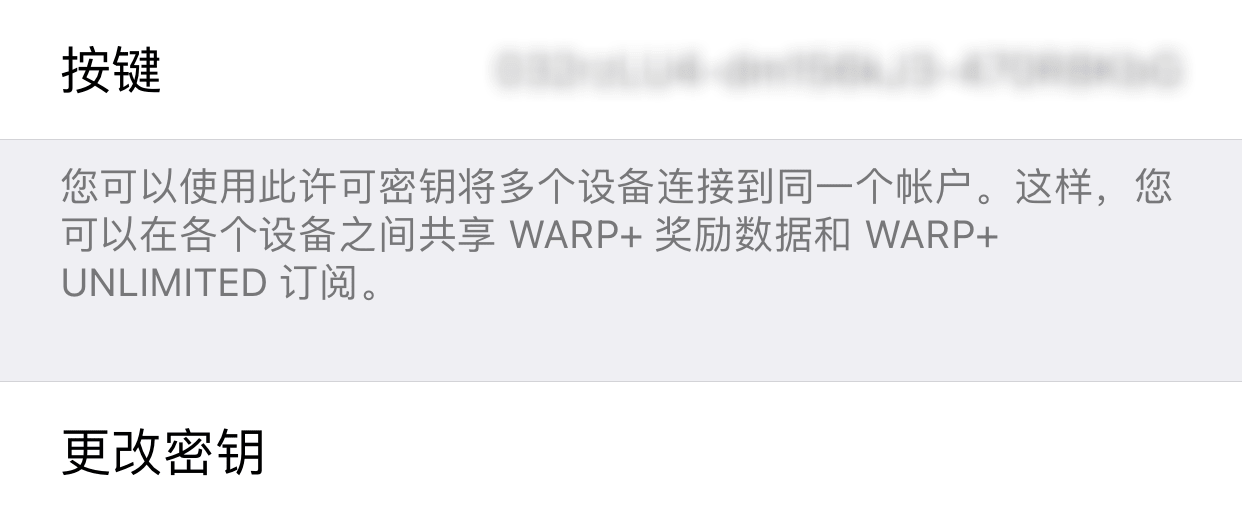 按键
您可以使用此许可密钥将多个设备连接到同一个帐户。这样，您
可以在各个设备之间共享 WARP+ 奖励数据和 WARP+
UNLIMITED 订阅。
更改密钥